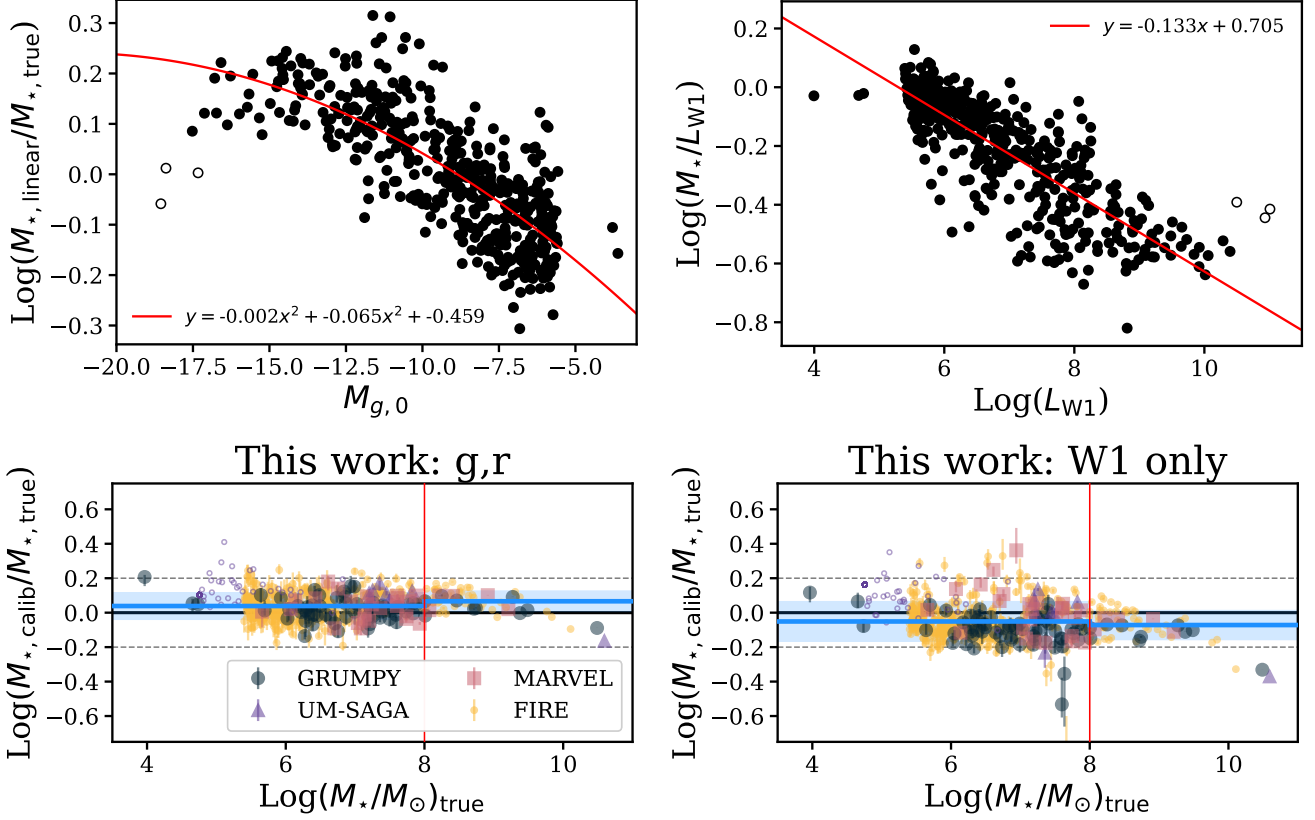 0.3
0.2
0.1
0.0
−0.1
−0.2
−0.3
Log(M⋆,linear/M⋆,true)
y = -0.002x² + -0.065x² + -0.459
−20.0 −17.5 −15.0 −12.5 −10.0 −7.5 −5.0
M_g,0
0.2
0.0
−0.2
−0.4
−0.6
−0.8
Log(M⋆/L_W1)
y = -0.133x + 0.705
4 6 8 10
Log(L_W1)
This work: g,r
0.6
0.4
0.2
0.0
−0.2
−0.4
−0.6
Log(M⋆,calib/M⋆,true)
GRUMPY
UM-SAGA
MARVEL
FIRE
4 6 8 10
Log(M⋆/M⊙)true
This work: W1 only
0.6
0.4
0.2
0.0
−0.2
−0.4
−0.6
Log(M⋆,calib/M⋆,true)
4 6 8 10
Log(M⋆/M⊙)true